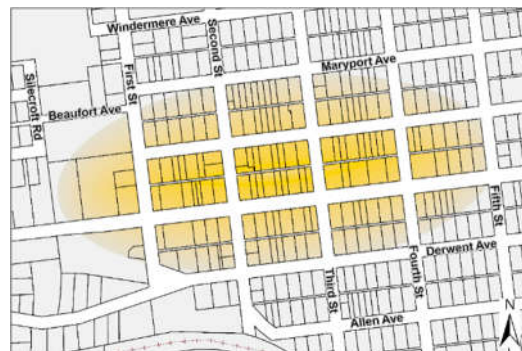 Windermere Ave
Second St
Maryport Ave
First St
Silecroft Rd
Beaufort Ave
Fifth St
Derwent Ave
Fourth St
Third St
Allen Ave
N